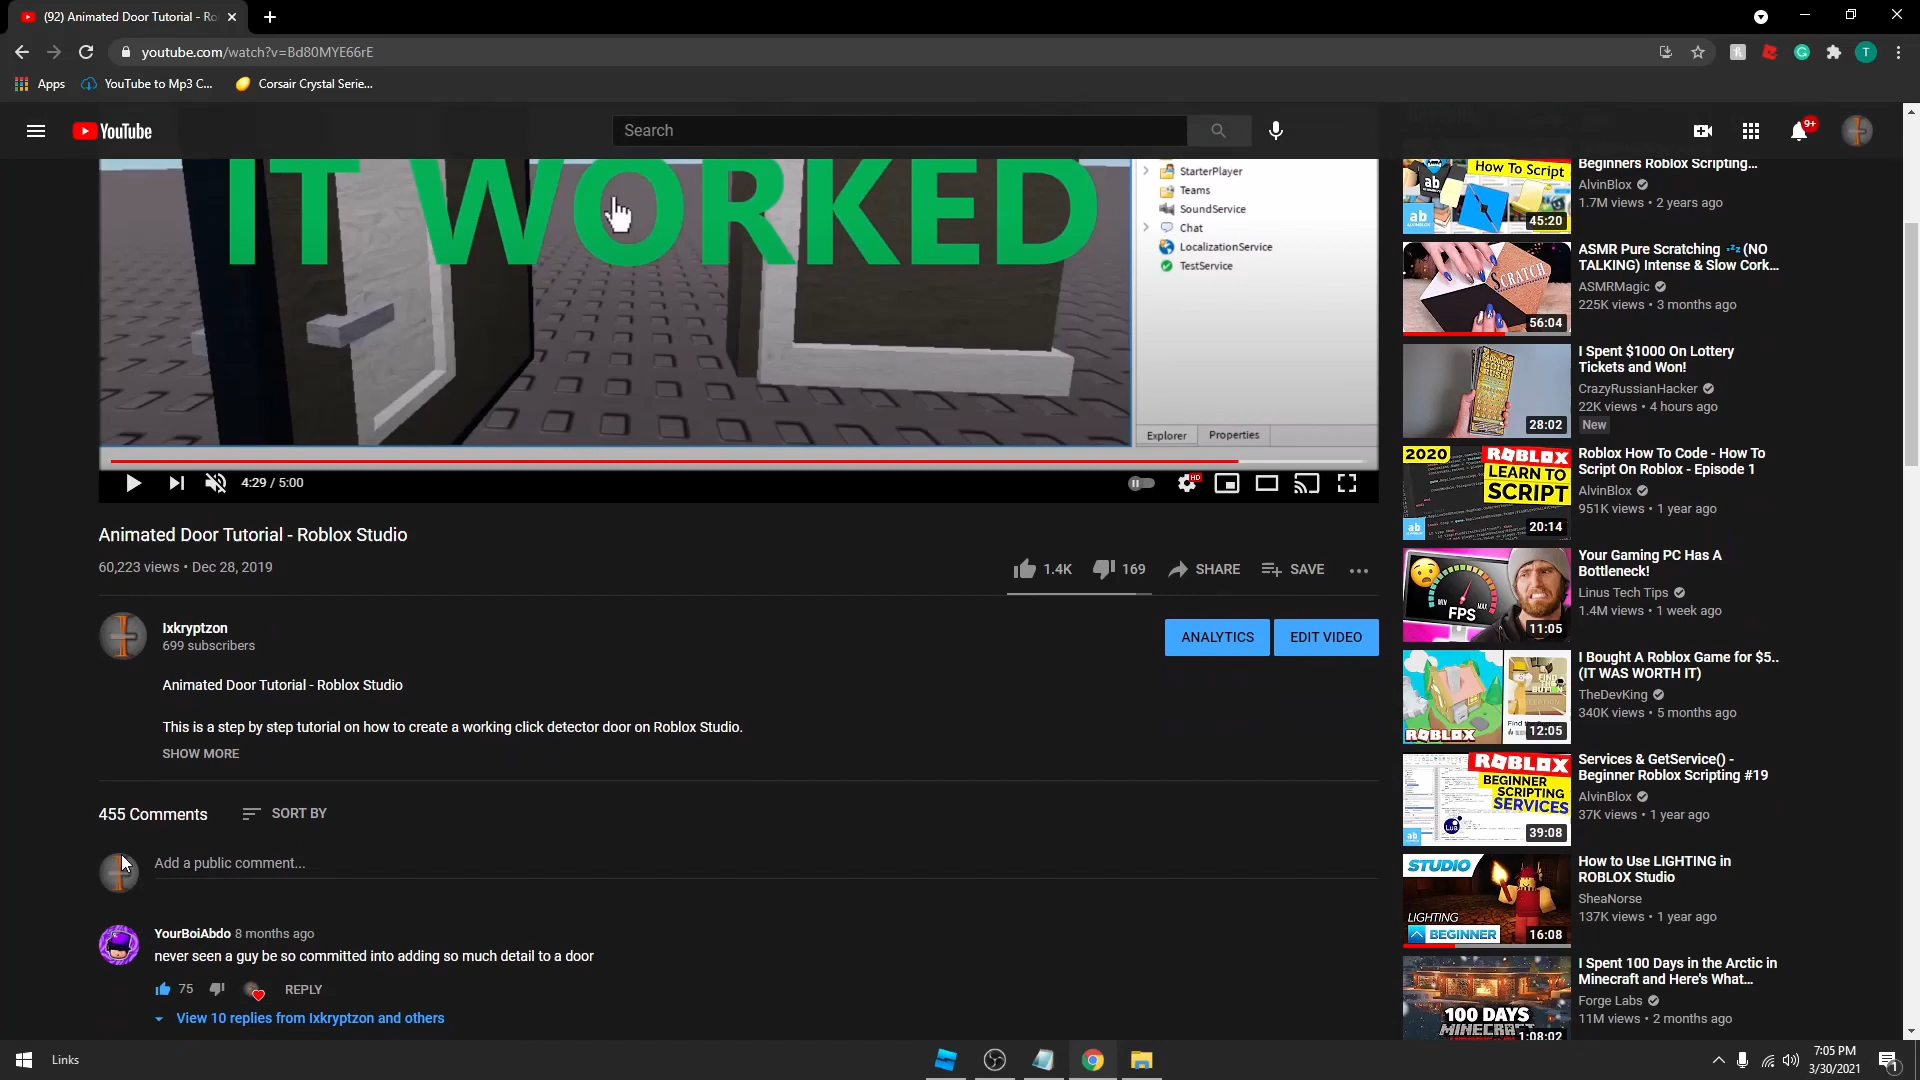 (92) Animated Door Tutorial - Ro
youtube.com/watch?v=Bd80MYE66rE
Apps
YouTube to Mp3 C...
Corsair Crystal Serie...
YouTube
Search
9+
IT WORKED
StarterPlayer
Teams
SoundService
Chat
LocalizationService
TestService
Explorer
Properties
4:29 / 5:00
HD
Animated Door Tutorial - Roblox Studio
60,223 views • Dec 28, 2019
1.4K
169
SHARE
SAVE
Ixkryptzon
699 subscribers
ANALYTICS
EDIT VIDEO
Animated Door Tutorial - Roblox Studio
This is a step by step tutorial on how to create a working click detector door on Roblox Studio.
SHOW MORE
455 Comments
SORT BY
Add a public comment...
YourBoiAbdo 8 months ago
never seen a guy be so committed into adding so much detail to a door
75
REPLY
View 10 replies from Ixkryptzon and others
How To Script
ab
ab
45:20
Beginners Roblox Scripting...
AlvinBlox
1.7M views • 2 years ago
SCRATCH
56:04
ASMR Pure Scratching 💤 (NO
TALKING) Intense & Slow Cork...
ASMRMagic
225K views • 3 months ago
28:02
I Spent $1000 On Lottery
Tickets and Won!
CrazyRussianHacker
22K views • 4 hours ago
New
2020
ROBLOX
LEARN TO
SCRIPT
ab
20:14
Roblox How To Code - How To
Script On Roblox - Episode 1
AlvinBlox
951K views • 1 year ago
FPS
MAX
11:05
Your Gaming PC Has A
Bottleneck!
Linus Tech Tips
1.4M views • 1 week ago
ROBLOX
12:05
I Bought A Roblox Game for $5..
(IT WAS WORTH IT)
TheDevKing
340K views • 5 months ago
ROBLOX
BEGINNER
SCRIPTING
SERVICES
Lua
ab
39:08
Services & GetService() -
Beginner Roblox Scripting #19
AlvinBlox
37K views • 1 year ago
STUDIO
LIGHTING
BEGINNER
16:08
How to Use LIGHTING in
ROBLOX Studio
SheaNorse
137K views • 1 year ago
100 DAYS
MINECRAFT
1:08:02
I Spent 100 Days in the Arctic in
Minecraft and Here's What...
Forge Labs
11M views • 2 months ago
T
Links
7:05 PM
3/30/2021
1